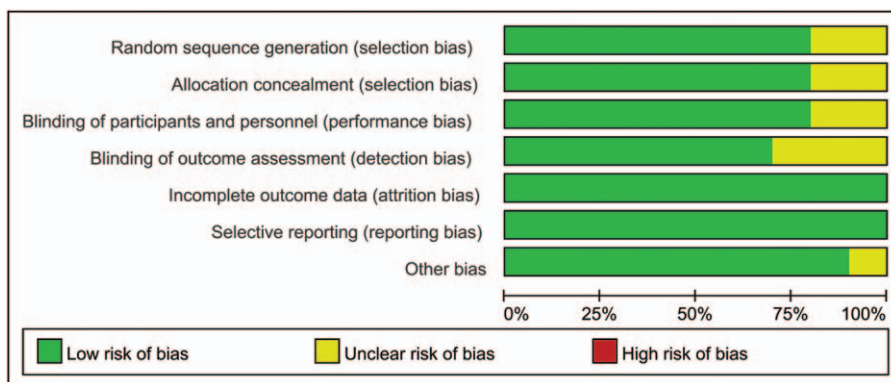 Random sequence generation (selection bias)
Allocation concealment (selection bias)
Blinding of participants and personnel (performance bias)
Blinding of outcome assessment (detection bias)
Incomplete outcome data (attrition bias)
Selective reporting (reporting bias)
Other bias
0% 25% 50% 75% 100%
Low risk of bias Unclear risk of bias High risk of bias